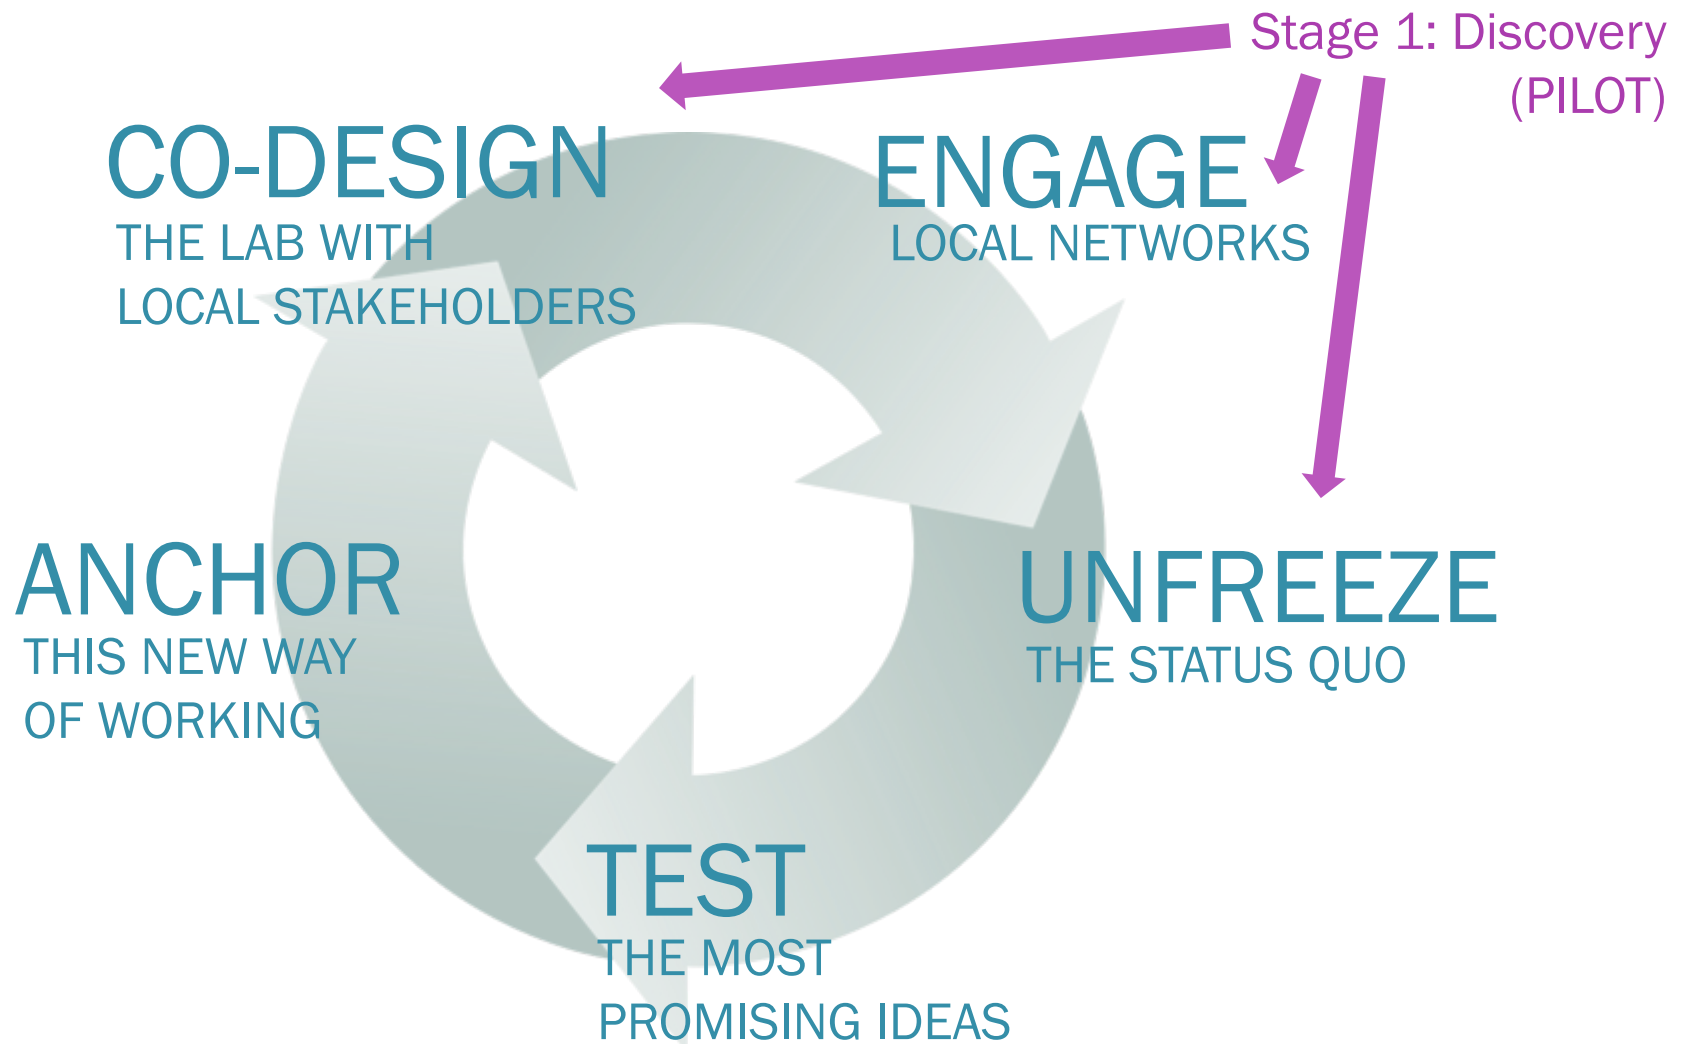 Stage 1: Discovery
(PILOT)
CO-DESIGN
THE LAB WITH
LOCAL STAKEHOLDERS
ENGAGE
LOCAL NETWORKS
UNFREEZE
THE STATUS QUO
TEST
THE MOST
PROMISING IDEAS
ANCHOR
THIS NEW WAY
OF WORKING